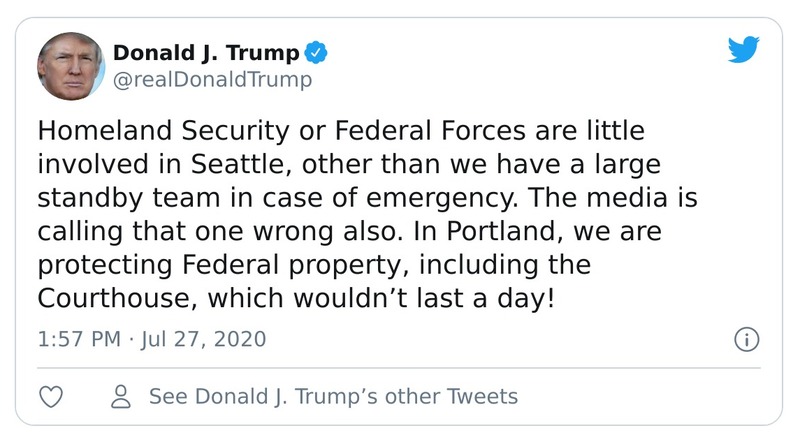 Donald J. Trump
@realDonaldTrump
Homeland Security or Federal Forces are little
involved in Seattle, other than we have a large
standby team in case of emergency. The media is
calling that one wrong also. In Portland, we are
protecting Federal property, including the
Courthouse, which wouldn’t last a day!
1:57 PM · Jul 27, 2020
See Donald J. Trump’s other Tweets